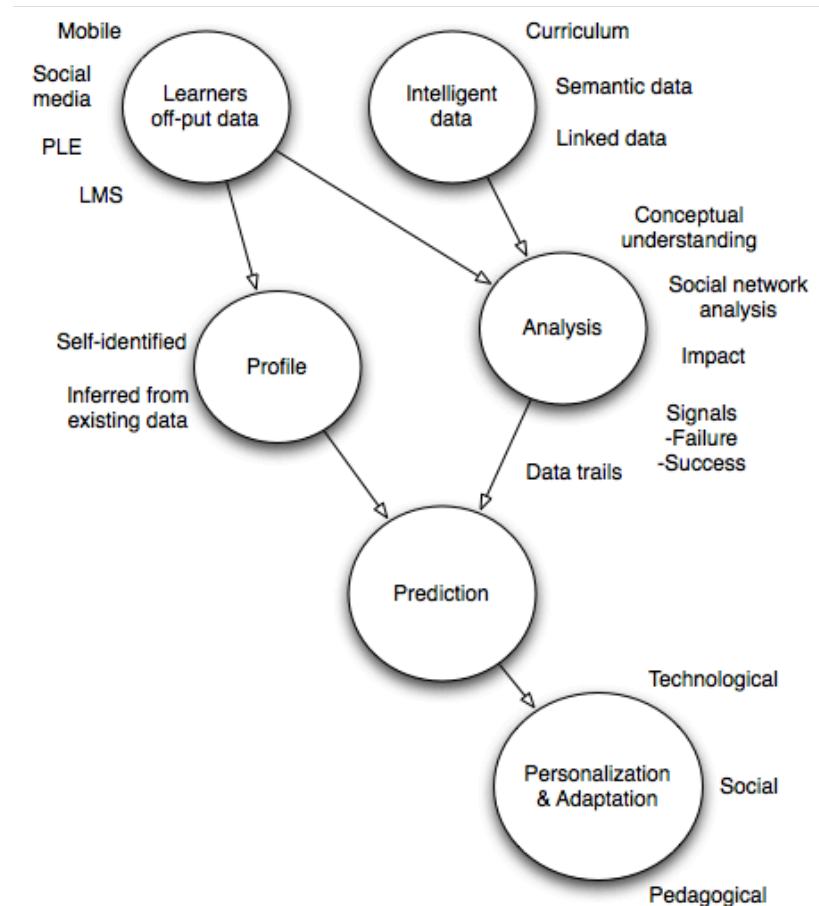 Mobile
Social
media
PLE
LMS
Learners
off-put data
Intelligent
data
Curriculum
Semantic data
Linked data
Conceptual
understanding
Social network
analysis
Impact
Signals
-Failure
-Success
Analysis
Self-identified
Inferred from
existing data
Profile
Data trails
Prediction
Technological
Personalization
& Adaptation
Social
Pedagogical